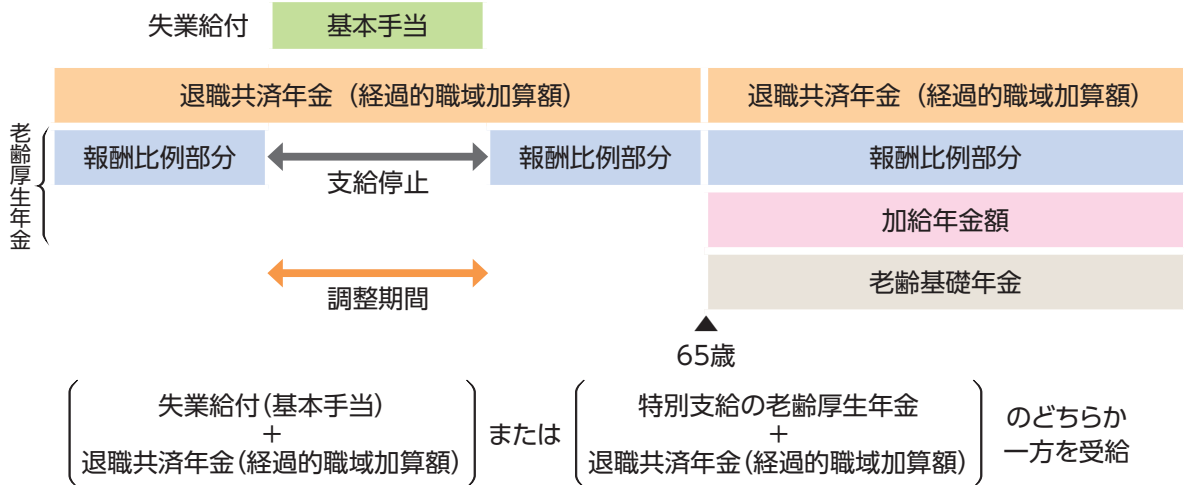 失業給付
基本手当
退職共済年金（経過的職域加算額）
退職共済年金（経過的職域加算額）
老齢厚生年金
報酬比例部分
支給停止
報酬比例部分
報酬比例部分
加給年金額
調整期間
老齢基礎年金
65歳
失業給付(基本手当)
+
退職共済年金(経過的職域加算額)
または
特別支給の老齢厚生年金
+
退職共済年金(経過的職域加算額)
のどちらか
一方を受給